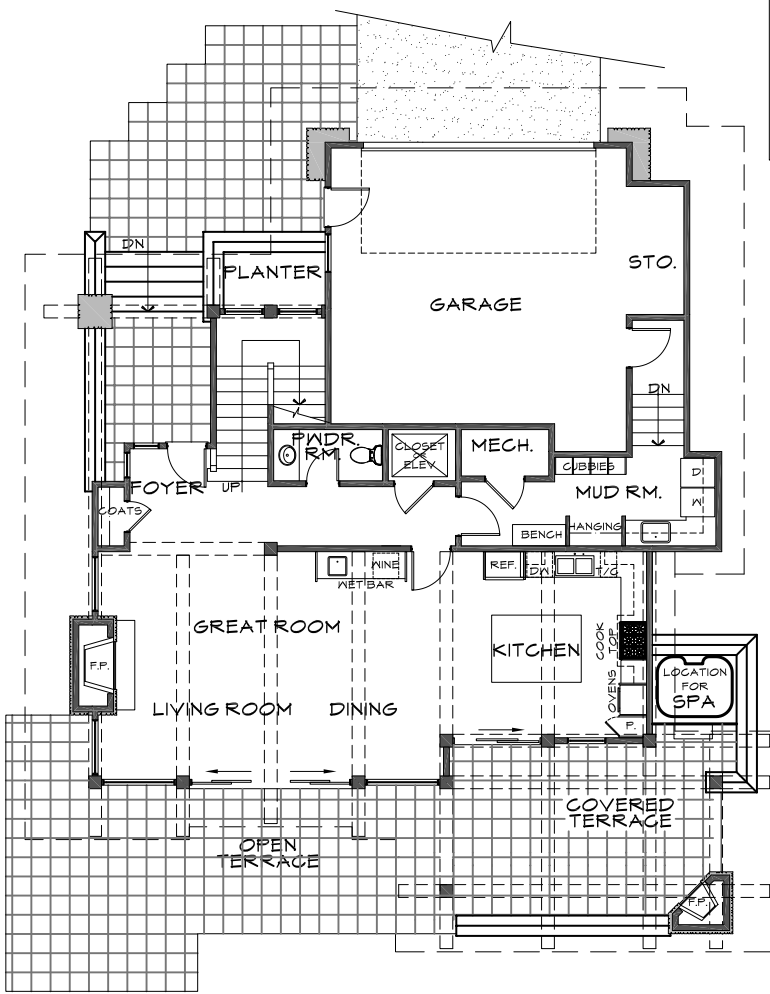 DN
PLANTER
STO.
GARAGE
DN
PWDR.
RM.
CLOSET
OR
ELEV.
MECH.
CUBBIES
D
FOYER
UP
MUD RM.
W
COATS
HANGING
BENCH
WINE
WET BAR
REF.
DW
T/C
GREAT ROOM
COOK
TOP
KITCHEN
F.P.
LOCATION
FOR
SPA
OVENS
LIVING ROOM
DINING
P.
COVERED
TERRACE
OPEN
TERRACE
F.P.